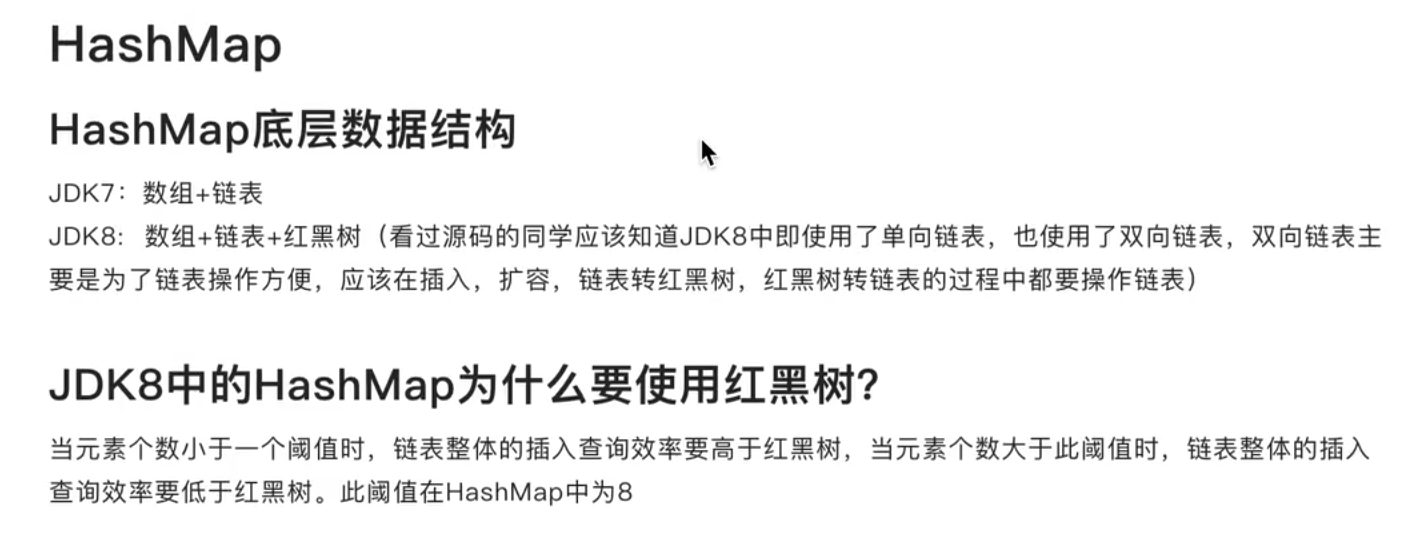 HashMap
HashMap底层数据结构
JDK7：数组+链表
JDK8：数组+链表+红黑树（看过源码的同学应该知道JDK8中即使用了单向链表，也使用了双向链表，双向链表主
要是为了链表操作方便，应该在插入，扩容，链表转红黑树，红黑树转链表的过程中都要操作链表）
JDK8中的HashMap为什么要使用红黑树?
当元素个数小于一个阈值时，链表整体的插入查询效率要高于红黑树，当元素个数大于此阈值时，链表整体的插入
查询效率要低于红黑树。此阈值在HashMap中为8